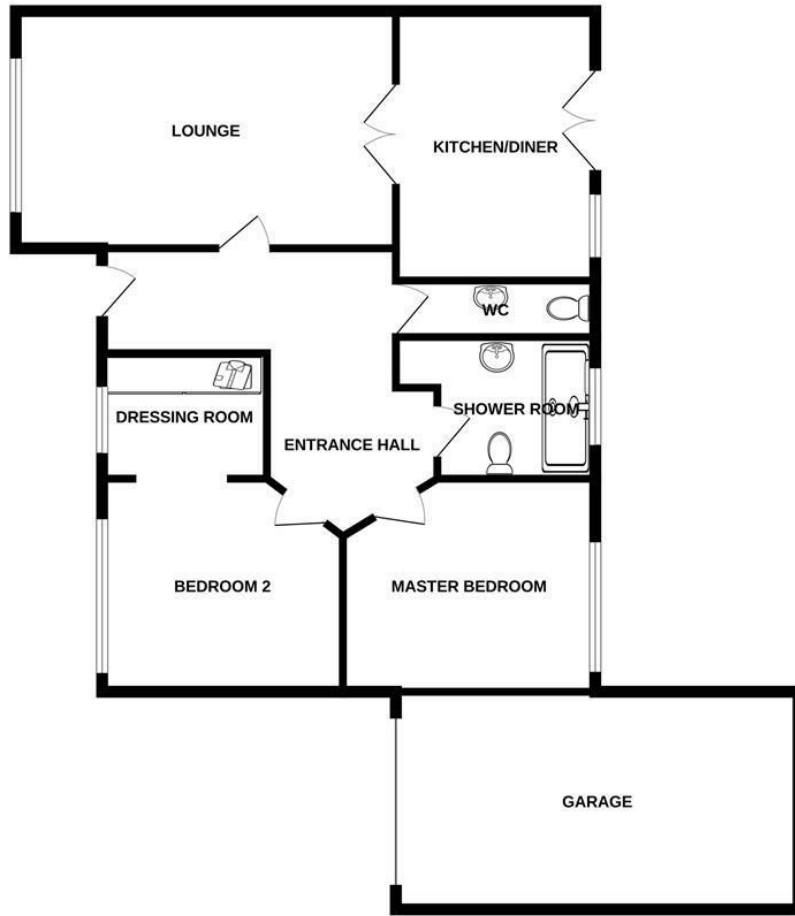 LOUNGE
KITCHEN/DINER
WC
DRESSING ROOM
SHOWER ROOM
ENTRANCE HALL
BEDROOM 2
MASTER BEDROOM
GARAGE